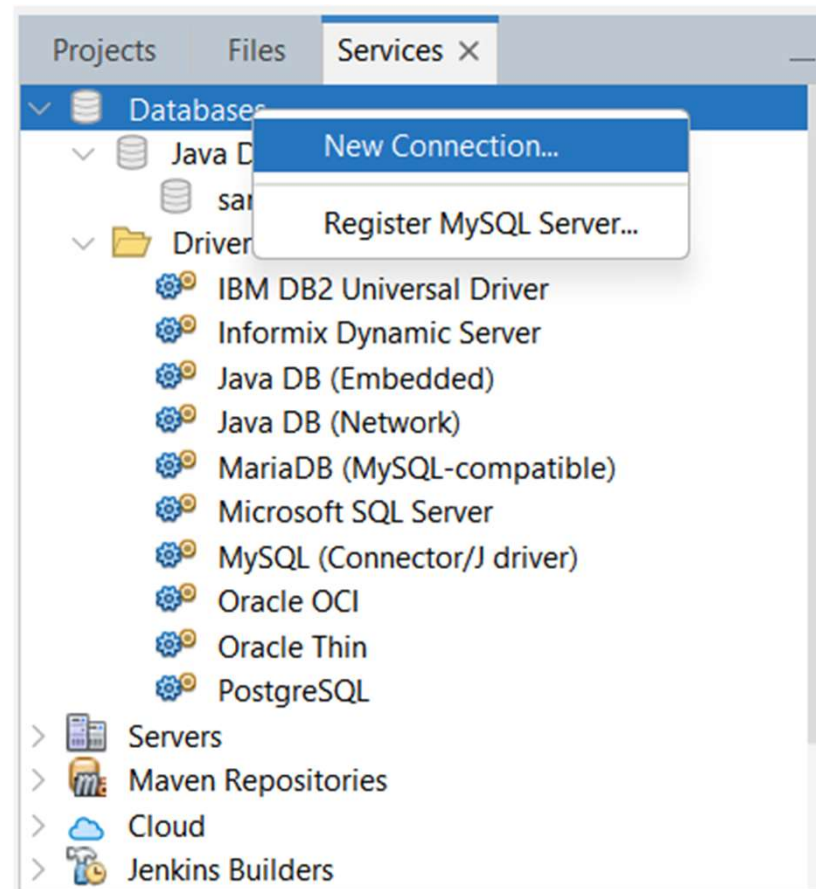 Projects Files Services
Databases
New Connection...
Java D
Register MySQL Server...
Driver
IBM DB2 Universal Driver
Informix Dynamic Server
Java DB (Embedded)
Java DB (Network)
MariaDB (MySQL-compatible)
Microsoft SQL Server
MySQL (Connector/J driver)
Oracle OCI
Oracle Thin
PostgreSQL
Servers
Maven Repositories
Cloud
Jenkins Builders